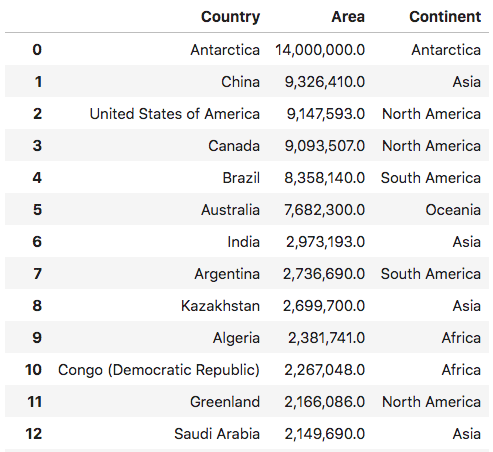 Country Area Continent
0 Antarctica 14,000,000.0 Antarctica
1 China 9,326,410.0 Asia
2 United States of America 9,147,593.0 North America
3 Canada 9,093,507.0 North America
4 Brazil 8,358,140.0 South America
5 Australia 7,682,300.0 Oceania
6 India 2,973,193.0 Asia
7 Argentina 2,736,690.0 South America
8 Kazakhstan 2,699,700.0 Asia
9 Algeria 2,381,741.0 Africa
10 Congo (Democratic Republic) 2,267,048.0 Africa
11 Greenland 2,166,086.0 North America
12 Saudi Arabia 2,149,690.0 Asia